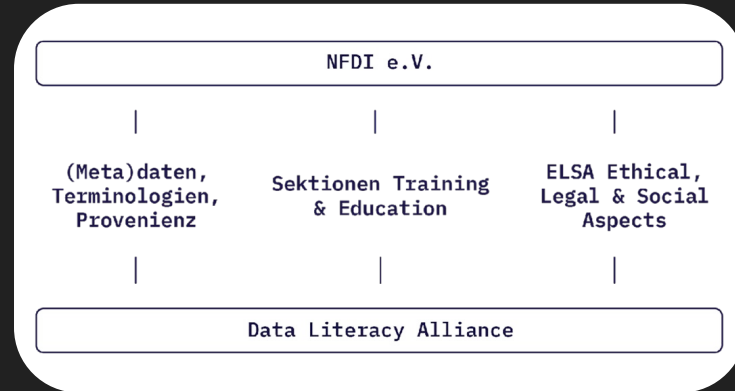 NFDI e.V.
(Meta)daten,
Terminologien,
Provenienz
Sektionen Training
& Education
ELSA Ethical,
Legal & Social
Aspects
Data Literacy Alliance